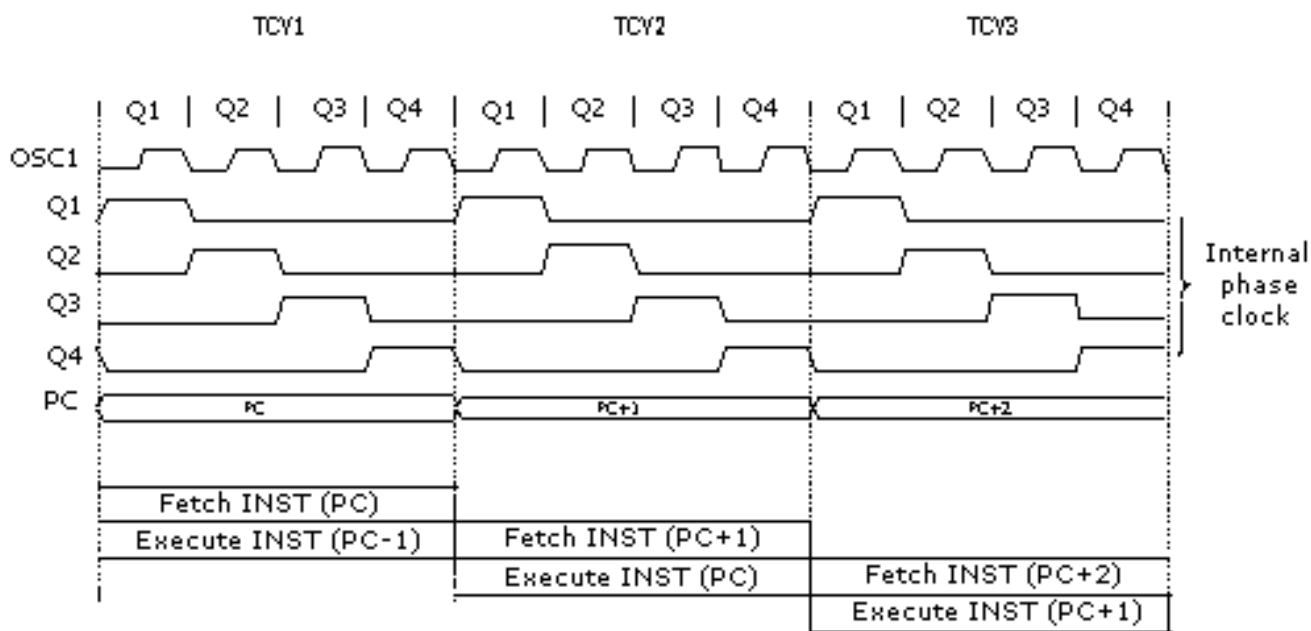 TCY1 TCY2 TCY3
Q1 Q2 Q3 Q4 Q1 Q2 Q3 Q4 Q1 Q2 Q3 Q4
OSC1
Q1
Q2
Q3
Q4
Internal
phase
clock
PC PC PC+1 PC+2
Fetch INST (PC)
Execute INST (PC-1) Fetch INST (PC+1)
Execute INST (PC) Fetch INST (PC+2)
Execute INST (PC+1)